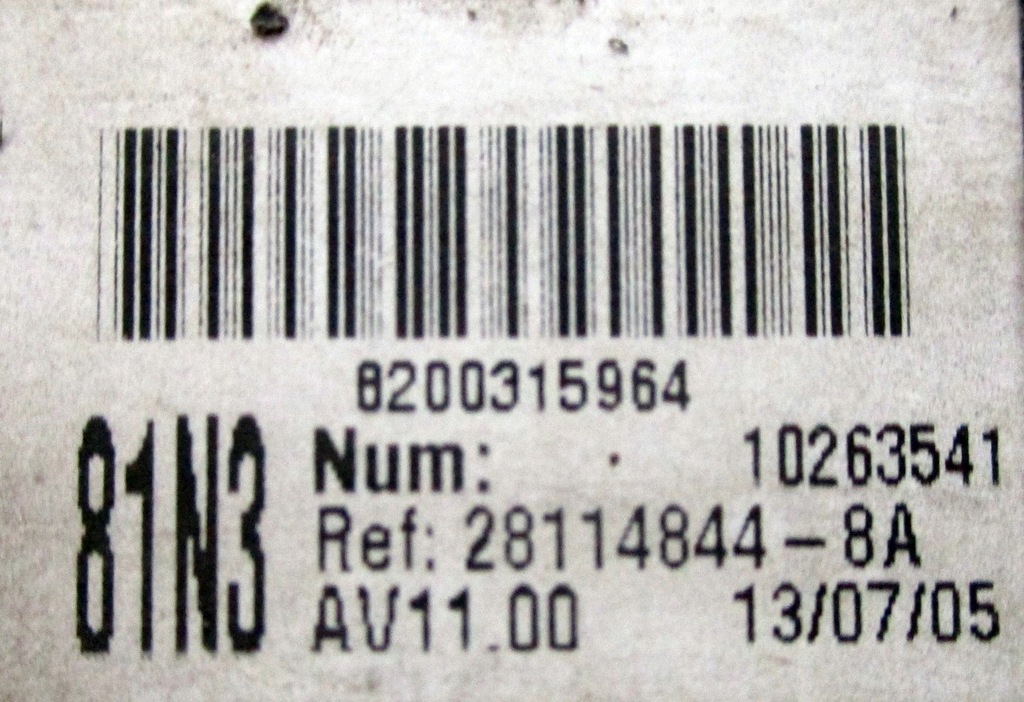 8200315964
81N3
Num: 10263541
Ref: 28114844-8A
AV11.00 13/07/05